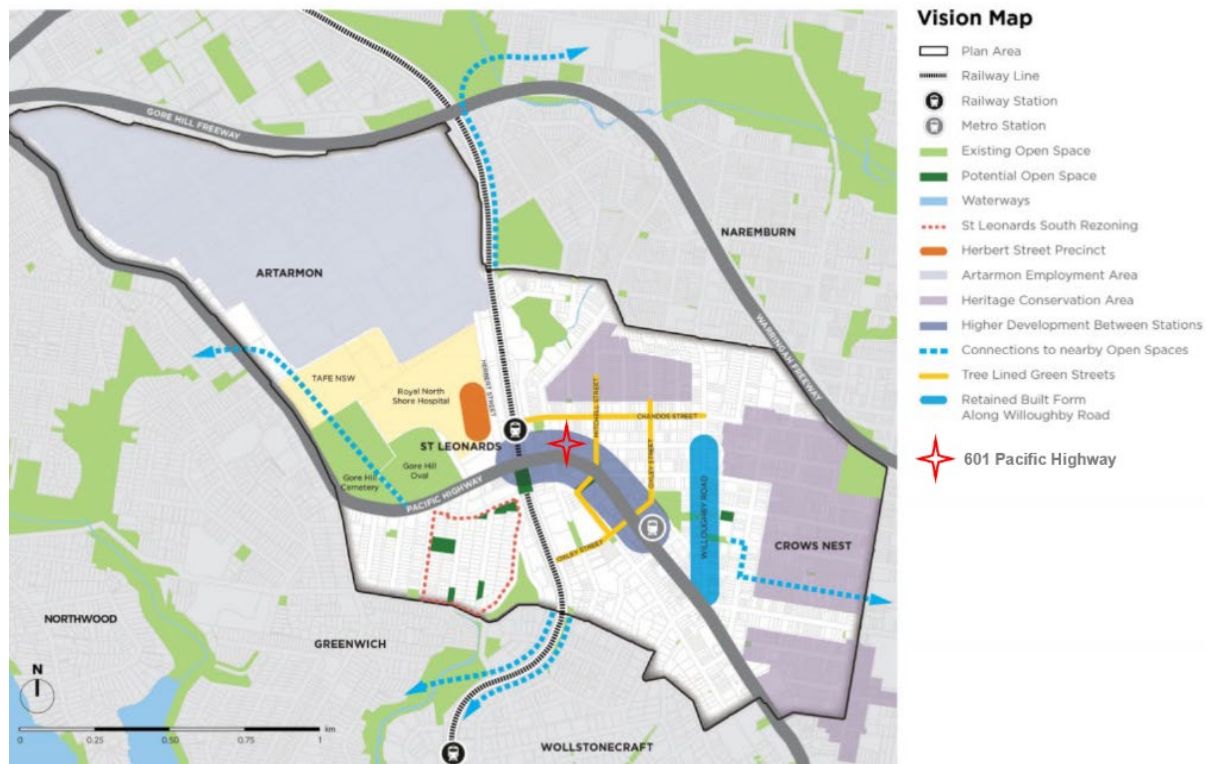 GORE HILL FREEWAY
ARTARMON
NAREMBURN
WARRINGAH FREEWAY
TAFE NSW
Royal North
Shore Hospital
HERBERT STREET
MITCHELL STREET
CHANDOS STREET
OXLEY STREET
ST LEONARDS
Gore Hill
Oval
Gore Hill
Cemetery
PACIFIC HIGHWAY
OXLEY STREET
WILLOUGHBY ROAD
CROWS NEST
NORTHWOOD
GREENWICH
WOLLSTONECRAFT
N
0
0.25
0.50
0.75
1
km
Vision Map
Plan Area
Railway Line
Railway Station
Metro Station
Existing Open Space
Potential Open Space
Waterways
St Leonards South Rezoning
Herbert Street Precinct
Artarmon Employment Area
Heritage Conservation Area
Higher Development Between Stations
Connections to nearby Open Spaces
Tree Lined Green Streets
Retained Built Form
Along Willoughby Road
601 Pacific Highway